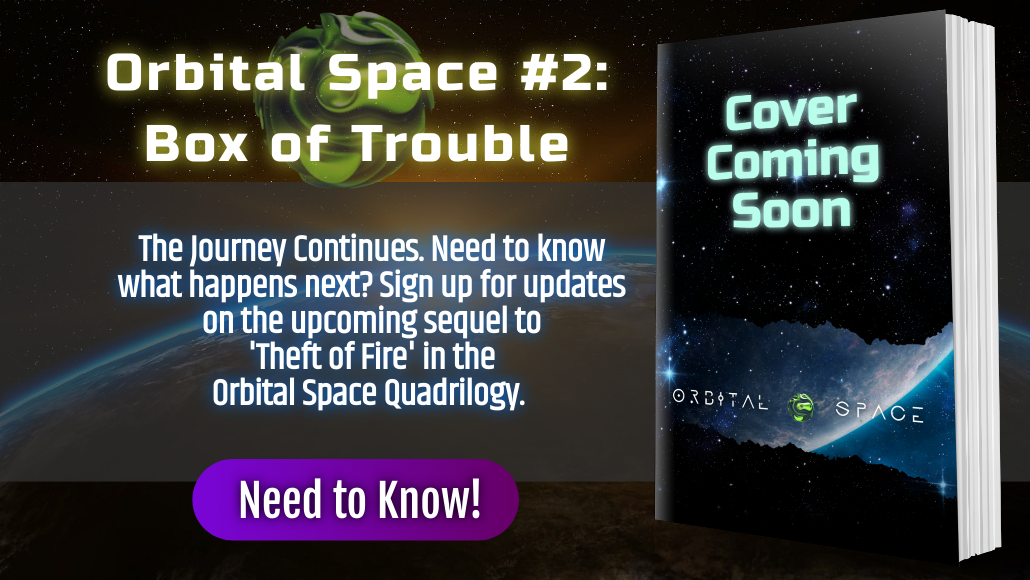 Orbital Space #2:
Box of Trouble
The Journey Continues. Need to know
what happens next? Sign up for updates
on the upcoming sequel to
'Theft of Fire' in the
Orbital Space Quadrilogy.
Need to Know!
Cover
Coming
Soon
ORBITAL SPACE